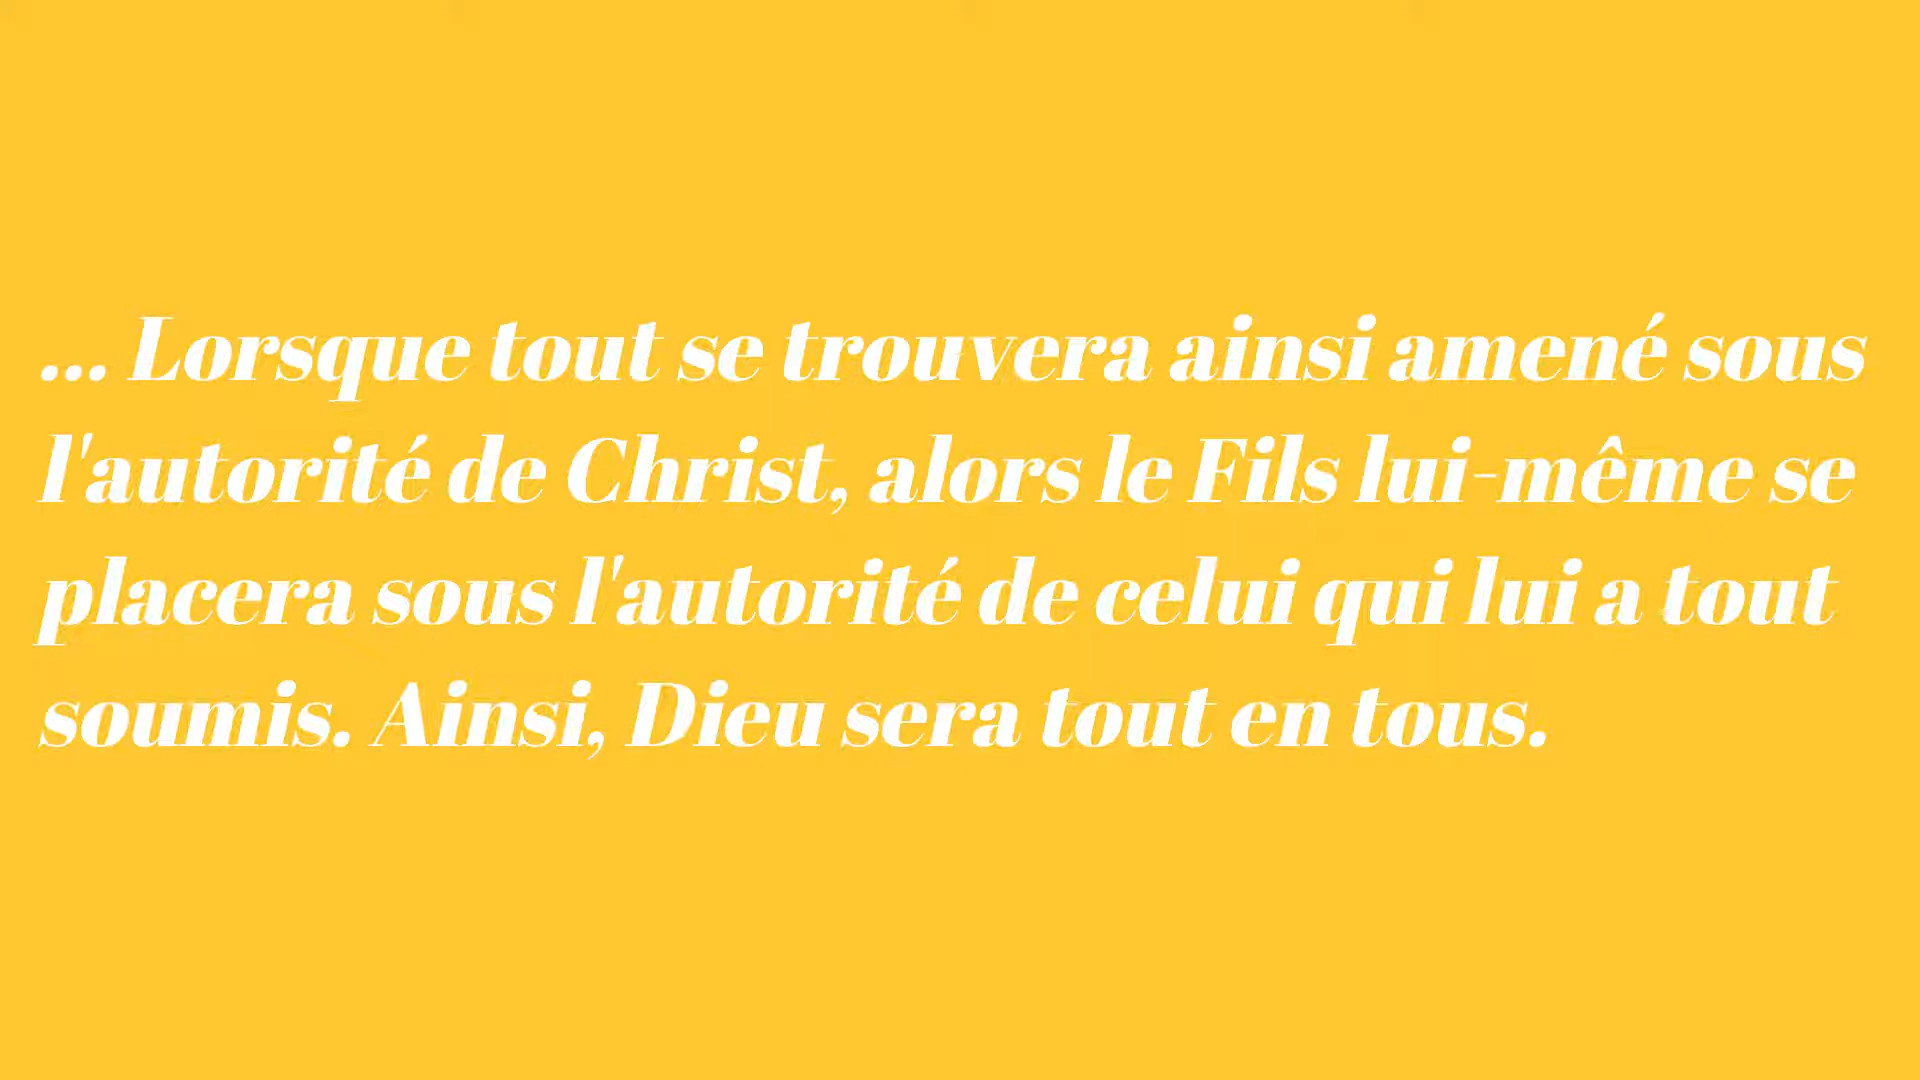 ... Lorsque tout se trouvera ainsi amené sous
l'autorité de Christ, alors le Fils lui-même se
placera sous l'autorité de celui qui lui a tout
soumis. Ainsi, Dieu sera tout en tous.